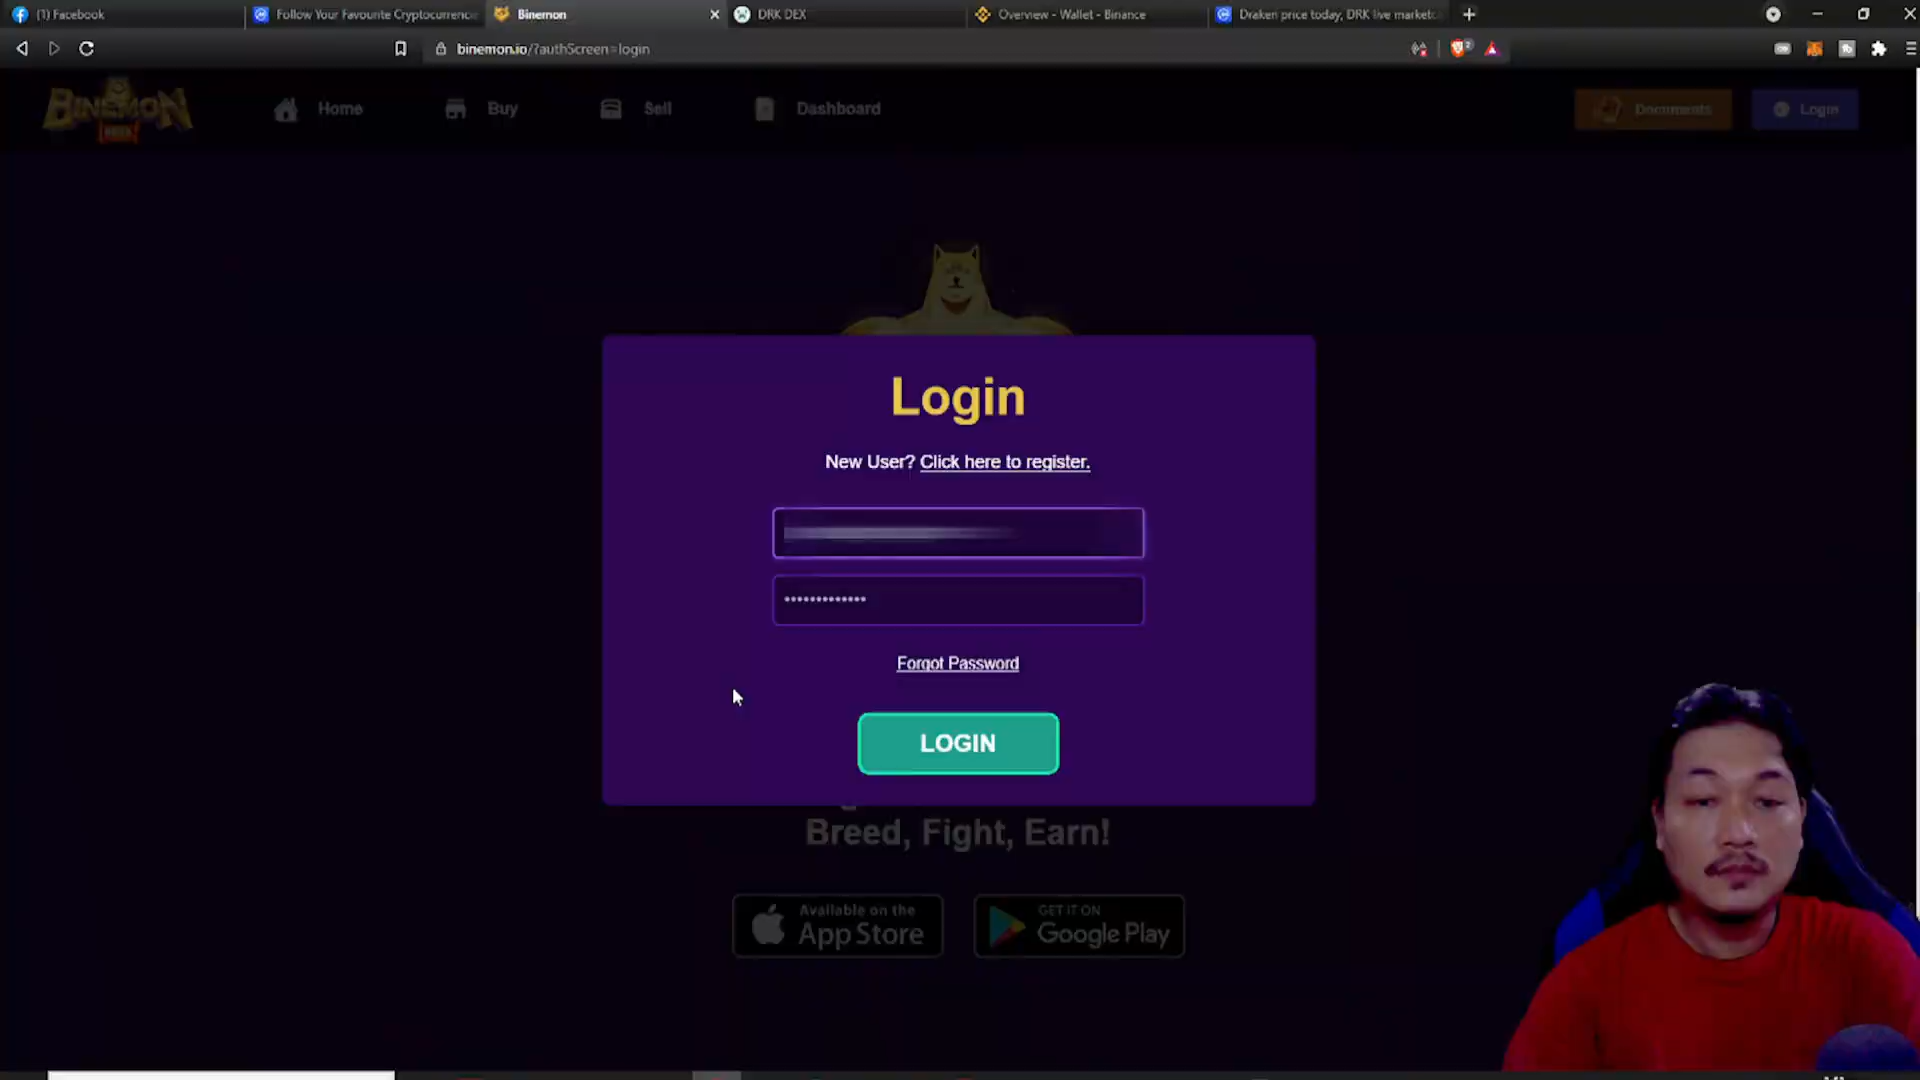 (1) Facebook
Follow Your Favourite Cryptocurrenc
Binemon
DRK DEX
Overview - Wallet - Binance
Draken price today, DRK live market
binemon.io/?authScreen=login
BINEMON
Home
Buy
Sell
Dashboard
Documents
Login
Login
New User? Click here to register.
Forgot Password
LOGIN
Breed, Fight, Earn!
Available on the
App Store
GET IT ON
Google Play